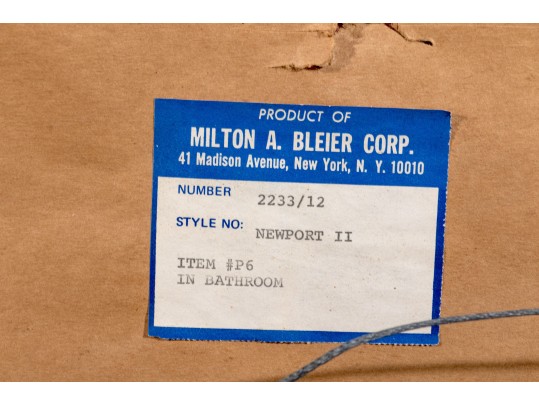 PRODUCT OF
MILTON A. BLEIER CORP.
41 Madison Avenue, New York, N. Y. 10010
NUMBER 2233/12
STYLE NO: NEWPORT II
ITEM #P6
IN BATHROOM